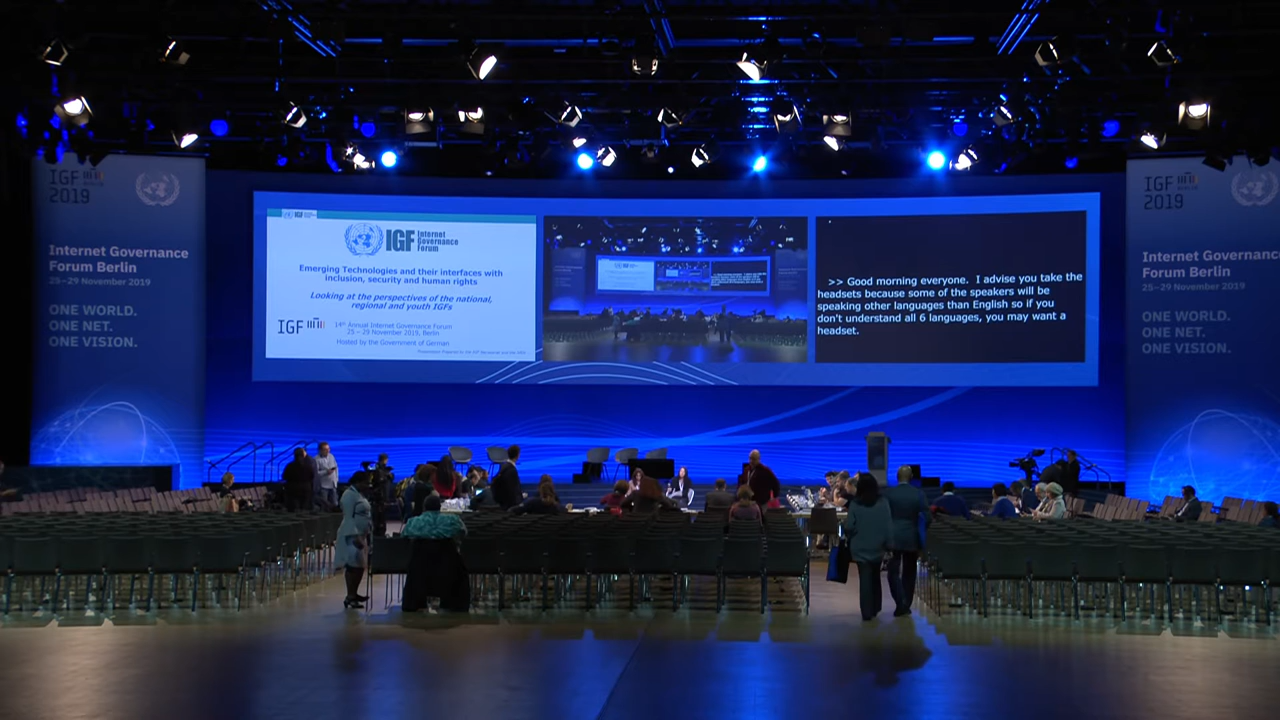 IGF
2019
Internet Governance
Forum Berlin
25–29 November 2019
ONE WORLD.
ONE NET.
ONE VISION.
IGF
IGF Internet
Governance
Forum
Emerging Technologies and their interfaces with
inclusion, security and human rights
Looking at the perspectives of the national,
regional and youth IGFs
IGF
14th Annual Internet Governance Forum
25 – 29 November 2019, Berlin
Hosted by the Government of German
>> Good morning everyone. I advise you take the
headsets because some of the speakers will be
speaking other languages than English so if you
don't understand all 6 languages, you may want a
headset.
IGF
2019
Internet Governance
Forum Berlin
25–29 November 2019
ONE WORLD.
ONE NET.
ONE VISION.